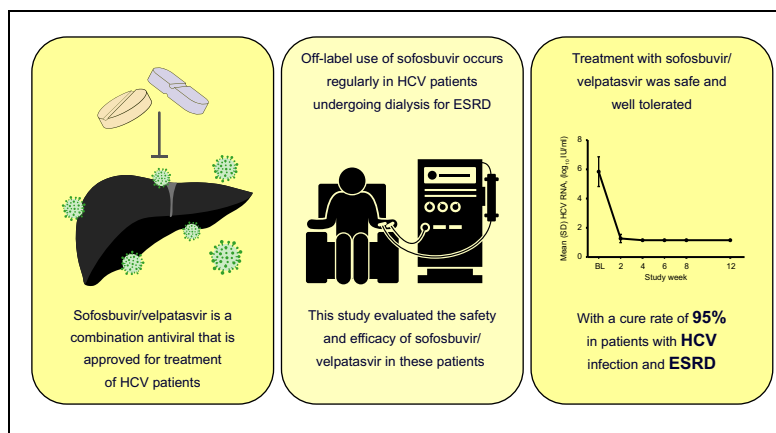 Sofosbuvir/velpatasvir is a
combination antiviral that is
approved for treatment
of HCV patients
Off-label use of sofosbuvir occurs
regularly in HCV patients
undergoing dialysis for ESRD
This study evaluated the safety
and efficacy of sofosbuvir/
velpatasvir in these patients
Treatment with sofosbuvir/
velpatasvir was safe and
well tolerated
Mean (SD) HCV RNA, (log₁₀ IU/ml)
8
6
4
2
0
BL 2 4 6 8 12
Study week
With a cure rate of 95%
in patients with HCV
infection and ESRD